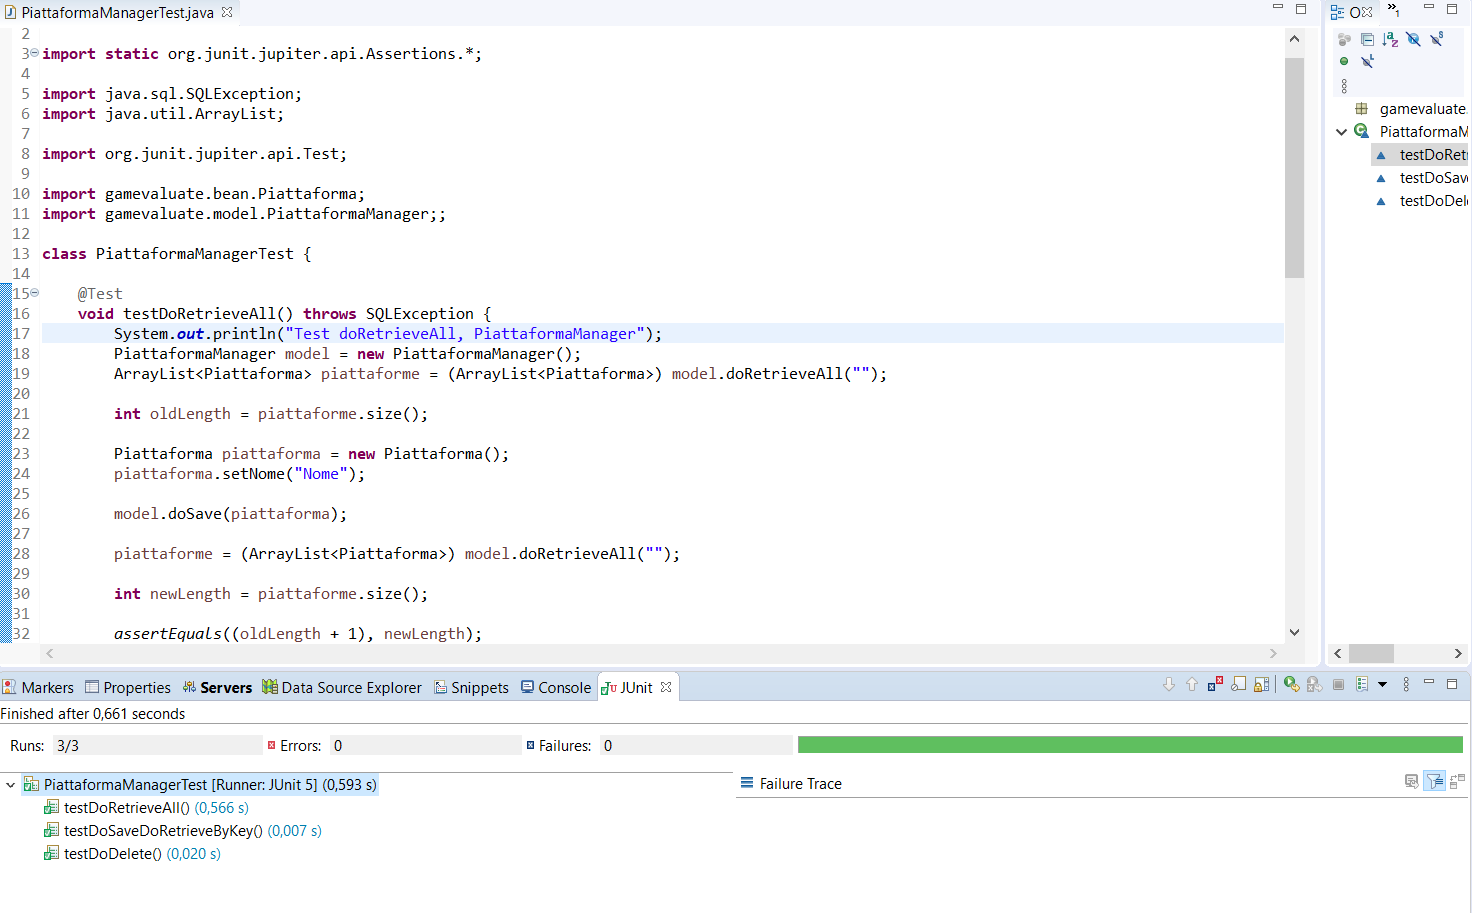 PiattaformaManagerTest.java
2
3 import static org.junit.jupiter.api.Assertions.*;
4
5 import java.sql.SQLException;
6 import java.util.ArrayList;
7
8 import org.junit.jupiter.api.Test;
9
10 import gamevaluate.bean.Piattaforma;
11 import gamevaluate.model.PiattaformaManager;;
12
13 class PiattaformaManagerTest {
14
15 @Test
16 void testDoRetrieveAll() throws SQLException {
17 System.out.println("Test doRetrieveAll, PiattaformaManager");
18 PiattaformaManager model = new PiattaformaManager();
19 ArrayList<Piattaforma> piattaforme = (ArrayList<Piattaforma>) model.doRetrieveAll("");
20
21 int oldLength = piattaforme.size();
22
23 Piattaforma piattaforma = new Piattaforma();
24 piattaforma.setNome("Nome");
25
26 model.doSave(piattaforma);
27
28 piattaforme = (ArrayList<Piattaforma>) model.doRetrieveAll("");
29
30 int newLength = piattaforme.size();
31
32 assertEquals((oldLength + 1), newLength);
O
»1
gamevaluate.
PiattaformaM
testDoRet
testDoSav
testDoDel
Markers Properties Servers Data Source Explorer Snippets Console JUnit
Finished after 0,661 seconds
Runs: 3/3 Errors: 0 Failures: 0
PiattaformaManagerTest [Runner: JUnit 5] (0,593 s)
testDoRetrieveAll() (0,566 s)
testDoSaveDoRetrieveByKey() (0,007 s)
testDoDelete() (0,020 s)
Failure Trace